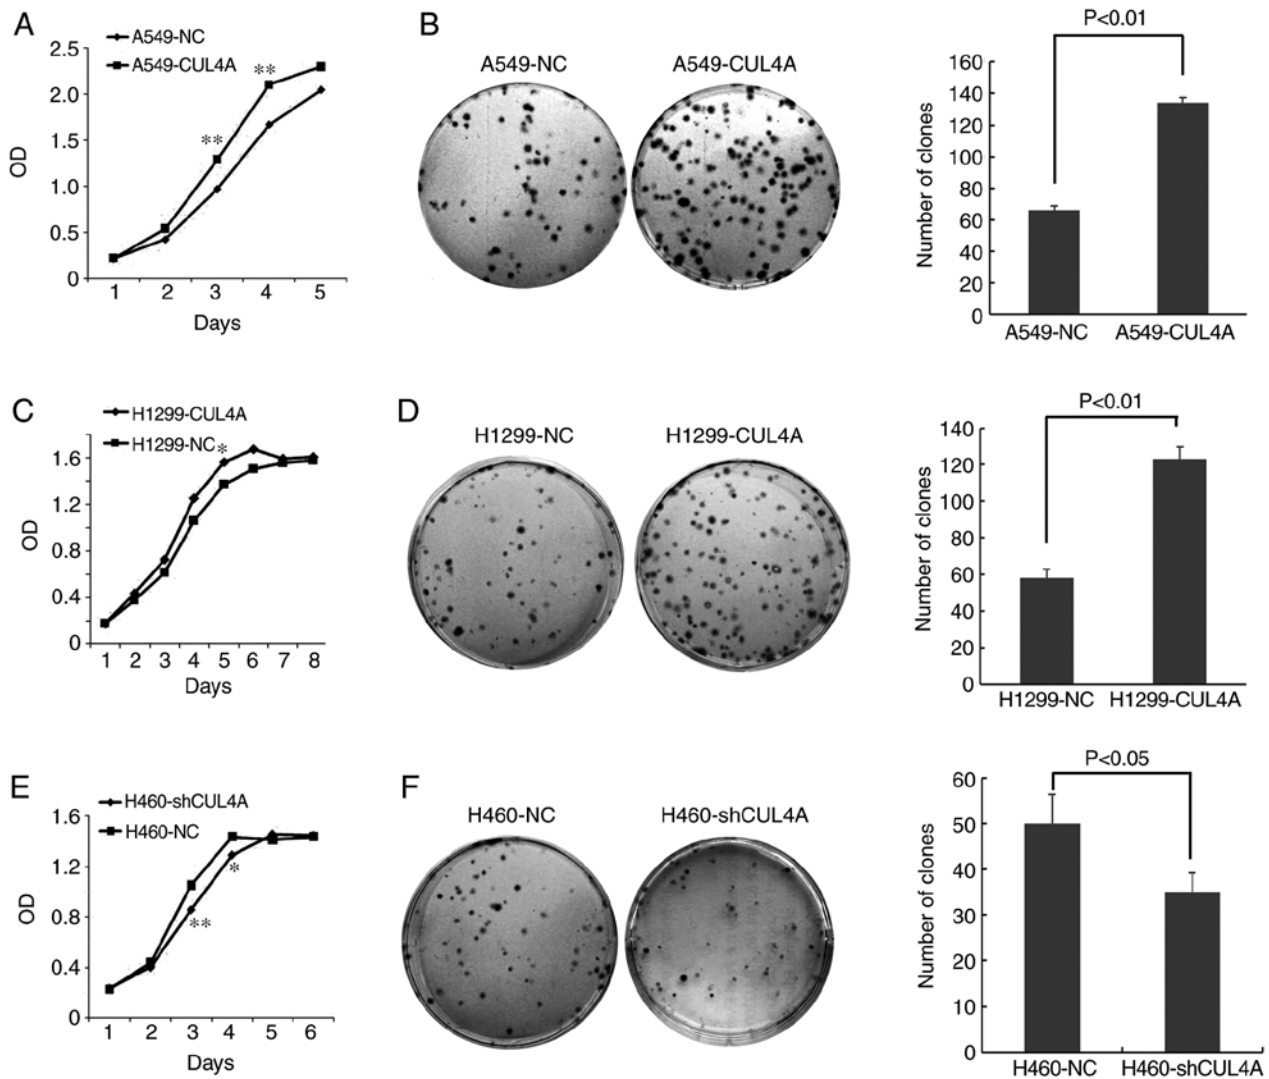 A
A549-NC
A549-CUL4A
2.5
2.0
1.5
1.0
0.5
0
OD
**
**
1 2 3 4 5
Days
B
A549-NC A549-CUL4A
P<0.01
160
140
120
100
80
60
40
20
0
Number of clones
A549-NC A549-CUL4A
C
H1299-CUL4A
H1299-NC
*
1.6
1.2
0.8
0.4
0
OD
1 2 3 4 5 6 7 8
Days
D
H1299-NC H1299-CUL4A
P<0.01
140
120
100
80
60
40
20
0
Number of clones
H1299-NC H1299-CUL4A
E
H460-shCUL4A
H460-NC
1.6
1.2
0.8
0.4
0
OD
*
**
1 2 3 4 5 6
Days
F
H460-NC H460-shCUL4A
P<0.05
60
50
40
30
20
10
0
Number of clones
H460-NC H460-shCUL4A